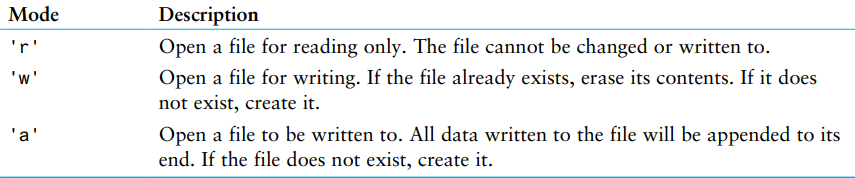 Mode Description
'r' Open a file for reading only. The file cannot be changed or written to.
'w' Open a file for writing. If the file already exists, erase its contents. If it does
not exist, create it.
'a' Open a file to be written to. All data written to the file will be appended to its
end. If the file does not exist, create it.